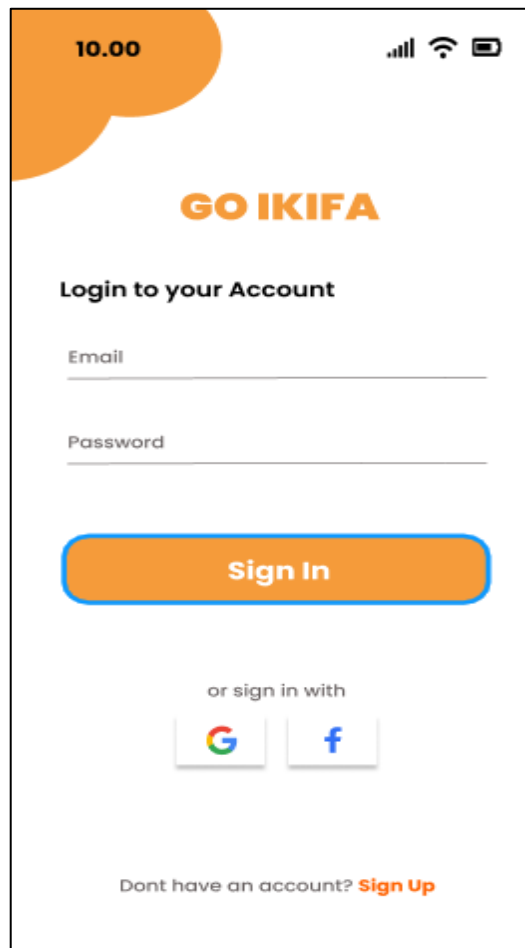 10.00
GO IKIFA
Login to your Account
Email
Password
Sign In
or sign in with
G f
Dont have an account? Sign Up